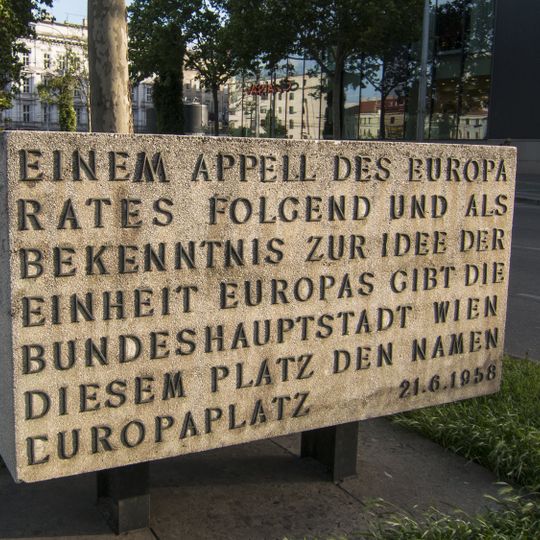 EINEM APPELL DES EUROPA
RATES FOLGEND UND ALS
BEKENNTNIS ZUR IDEE DER
EINHEIT EUROPAS GIBT DIE
BUNDESHAUPTSTADT WIEN
DIESEM PLATZ DEN NAMEN
EUROPAPLATZ 21.6.1958